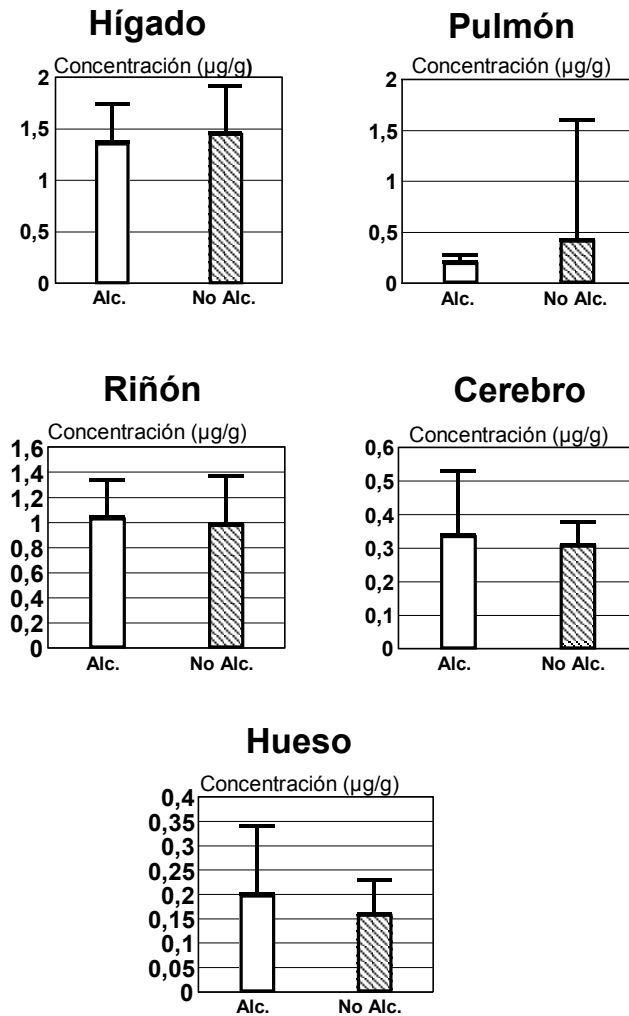 Hígado
Concentración (µg/g)
2
1,5
1
0,5
0
Alc. No Alc.
Pulmón
Concentración (µg/g)
2
1,5
1
0,5
0
Alc. No Alc.
Riñón
Concentración (µg/g)
1,6
1,4
1,2
1
0,8
0,6
0,4
0,2
0
Alc. No Alc.
Cerebro
Concentración (µg/g)
0,6
0,5
0,4
0,3
0,2
0,1
0
Alc. No Alc.
Hueso
Concentración (µg/g)
0,4
0,35
0,3
0,25
0,2
0,15
0,1
0,05
0
Alc. No Alc.